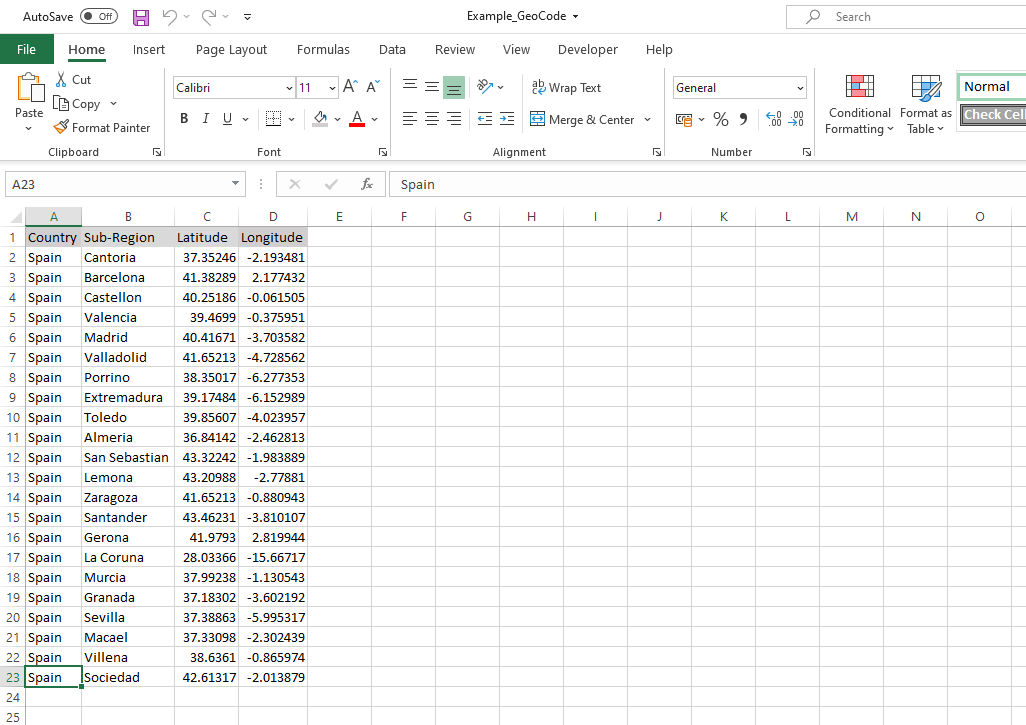 AutoSave Off Example_GeoCode Search
File Home Insert Page Layout Formulas Data Review View Developer Help
Paste Cut Copy Format Painter
Clipboard
Calibri 11 A A
B I U A
Font
ab Wrap Text
Merge & Center
Alignment
General
% 9 .00 .00
Number
Conditional Formatting
Format as Table
Normal
Check Cell
A23 fx Spain
A B C D E F G H I J K L M N O
1 Country Sub-Region Latitude Longitude
2 Spain Cantoria 37.35246 -2.193481
3 Spain Barcelona 41.38289 2.177432
4 Spain Castellon 40.25186 -0.061505
5 Spain Valencia 39.4699 -0.375951
6 Spain Madrid 40.41671 -3.703582
7 Spain Valladolid 41.65213 -4.728562
8 Spain Porrino 38.35017 -6.277353
9 Spain Extremadura 39.17484 -6.152989
10 Spain Toledo 39.85607 -4.023957
11 Spain Almeria 36.84142 -2.462813
12 Spain San Sebastian 43.32242 -1.983889
13 Spain Lemona 43.20988 -2.77881
14 Spain Zaragoza 41.65213 -0.880943
15 Spain Santander 43.46231 -3.810107
16 Spain Gerona 41.9793 2.819944
17 Spain La Coruna 28.03366 -15.66717
18 Spain Murcia 37.99238 -1.130543
19 Spain Granada 37.18302 -3.602192
20 Spain Sevilla 37.38863 -5.995317
21 Spain Macael 37.33098 -2.302439
22 Spain Villena 38.6361 -0.865974
23 Spain Sociedad 42.61317 -2.013879
24
25